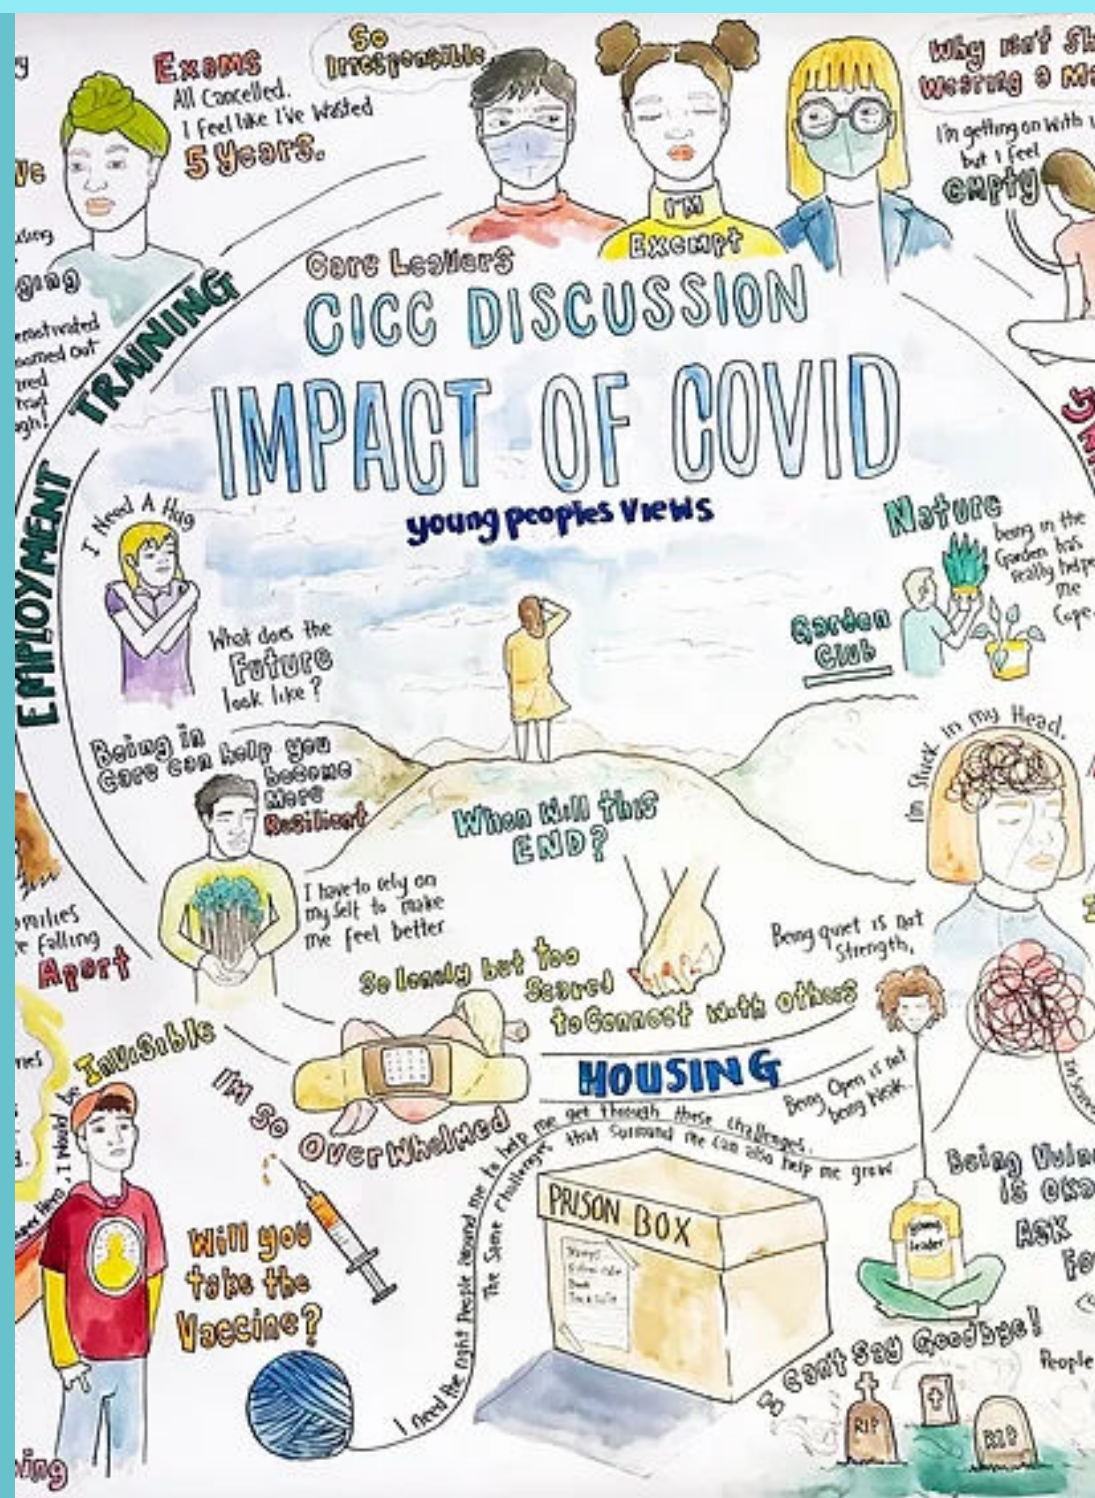 Exams
All Cancelled.
I feel like I've Wasted
5 Years.
So
Irresponsible
I'M
Exempt
Why isn't
Wearing a
I'm getting on with
but I feel
empty
Care Leavers
CICC DISCUSSION
IMPACT OF COVID
young peoples Views
TRAINING
EMPLOYMENT
I Need A Hug
What does the
Future
look like?
Nature
being in the
Garden has
really
me
Cope.
Garden
Club
Being in
Care can help you
become
More
Resilient
I have to rely on
my self to make
me feel better
When Will this
END?
I'm Stuck in my Head.
So lonely but too
Scared
to Connect with others
Being quiet is not
Strength,
Being Open is not
being Weak.
falling
Apart
Invisible
I would be
I'M SO OverWhelmed
HOUSING
I need the right People around me to help me get through these challenges.
The Same Challenges that Surround me can also help me grow
Will you
take the
Vaccine?
PRISON BOX
Being
is
ASK
I Can't Say Goodbye!
People
RIP
RIP